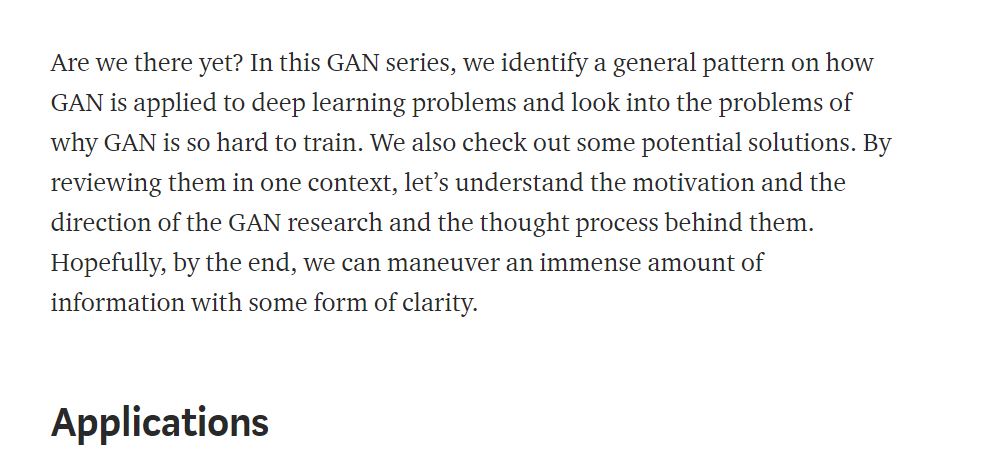 Are we there yet? In this GAN series, we identify a general pattern on how
GAN is applied to deep learning problems and look into the problems of
why GAN is so hard to train. We also check out some potential solutions. By
reviewing them in one context, let’s understand the motivation and the
direction of the GAN research and the thought process behind them.
Hopefully, by the end, we can maneuver an immense amount of
information with some form of clarity.
Applications